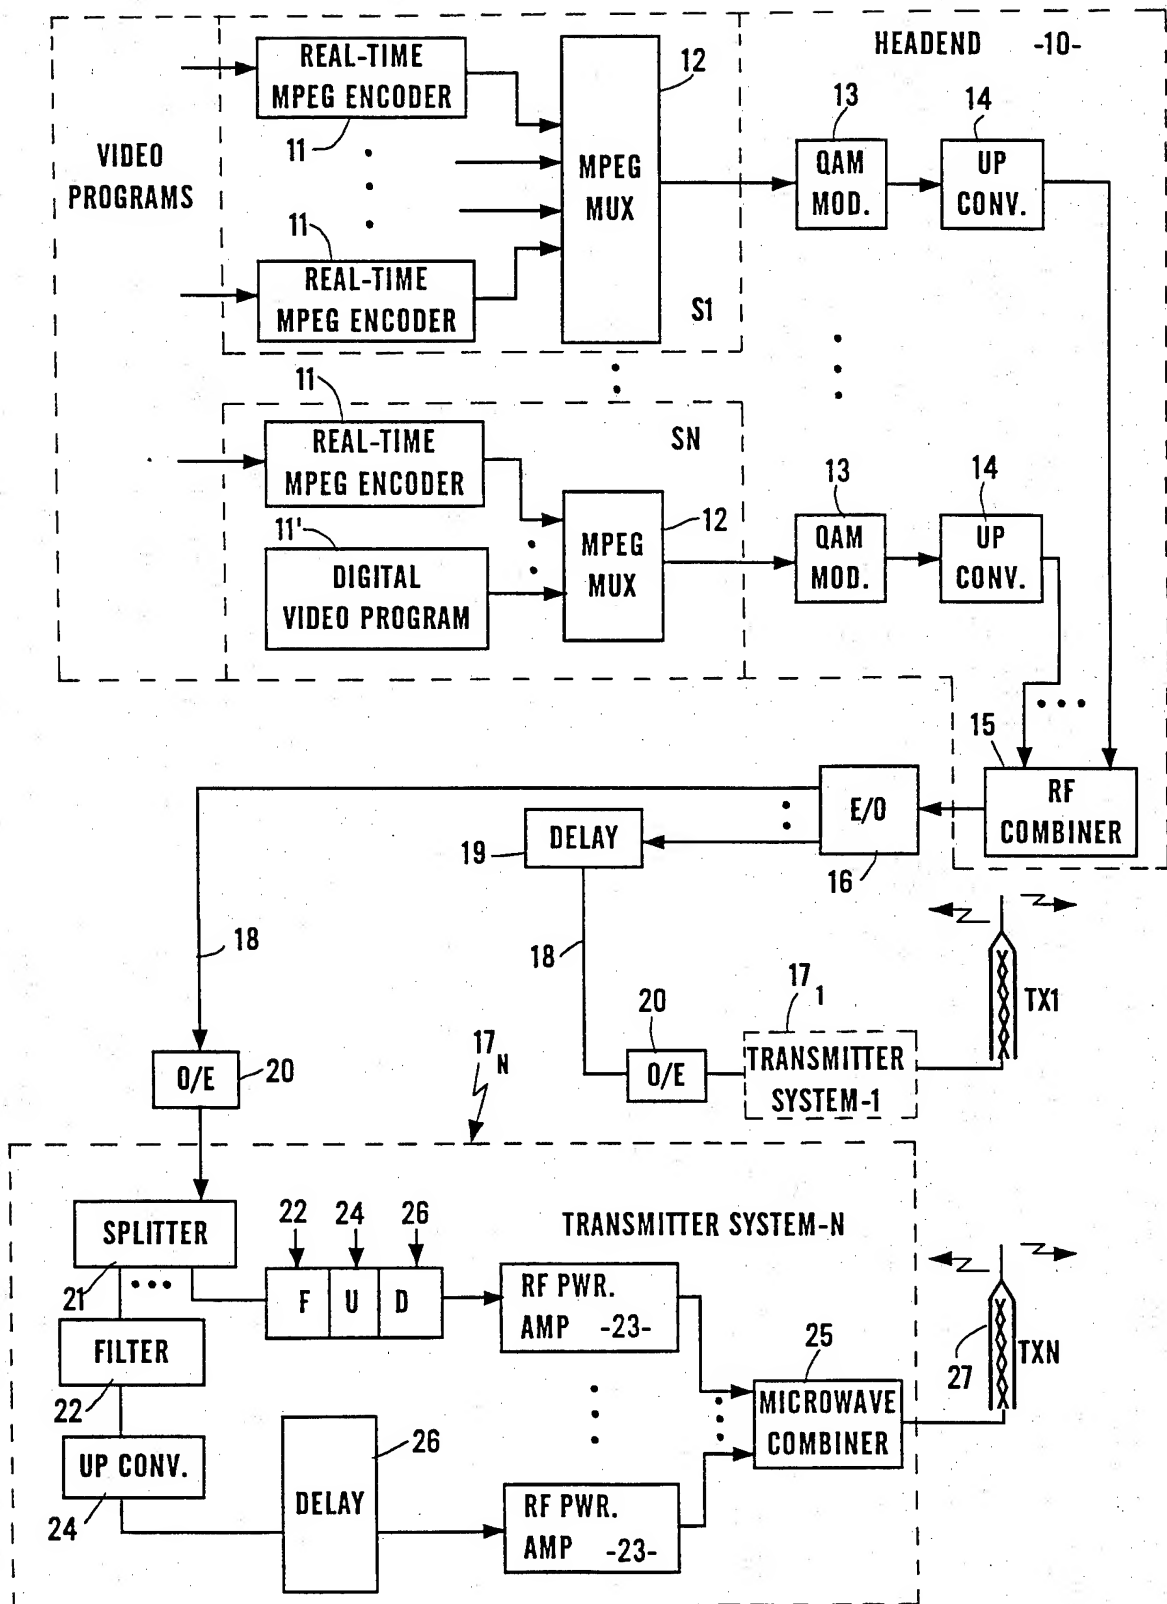 HEADEND -10-
REAL-TIME
MPEG ENCODER
11
12
MPEG
MUX
13
QAM
MOD.
14
UP
CONV.
VIDEO
PROGRAMS
11
REAL-TIME
MPEG ENCODER
S1
11
REAL-TIME
MPEG ENCODER
SN
11'
DIGITAL
VIDEO PROGRAM
12
MPEG
MUX
13
QAM
MOD.
14
UP
CONV.
15
RF
COMBINER
E/O
16
DELAY
19
18
18
20
O/E
17 1
TRANSMITTER
SYSTEM-1
TX1
O/E
20
17 N
TRANSMITTER SYSTEM-N
SPLITTER
21
22
24
26
F
U
D
RF PWR.
AMP -23-
FILTER
22
UP CONV.
24
DELAY
26
RF PWR.
AMP -23-
25
MICROWAVE
COMBINER
27
TXN